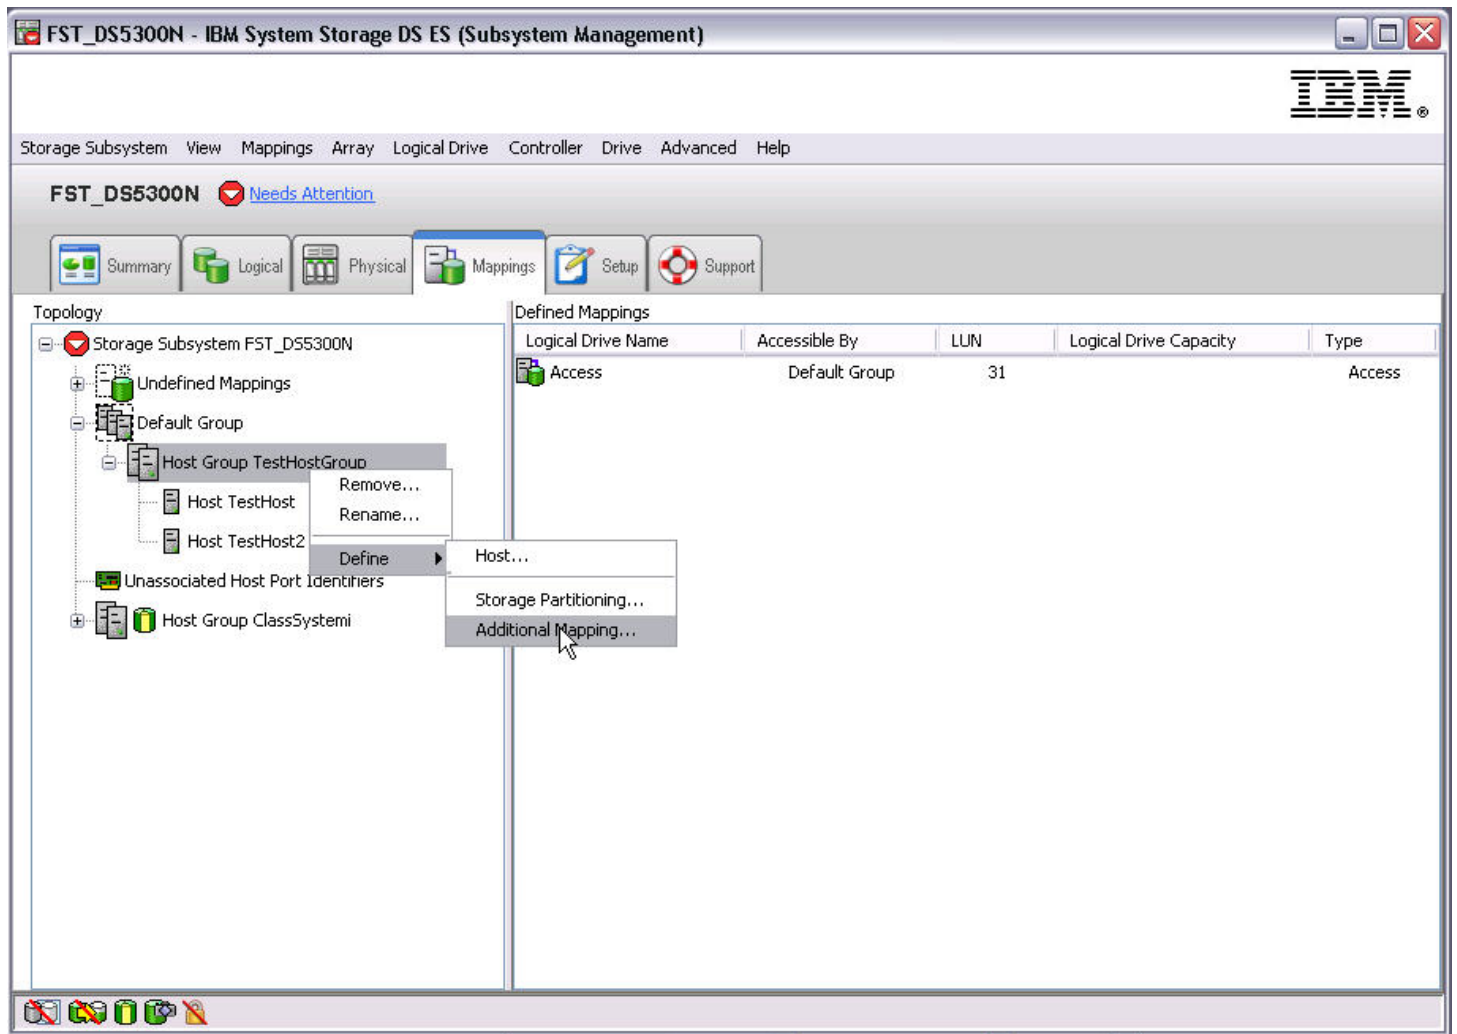 FST_DS5300N - IBM System Storage DS ES (Subsystem Management)
IBM®
Storage Subsystem View Mappings Array Logical Drive Controller Drive Advanced Help
FST_DS5300N Needs Attention
Summary Logical Physical Mappings Setup Support
Topology
Defined Mappings
Logical Drive Name Accessible By LUN Logical Drive Capacity Type
Access Default Group 31 Access
Storage Subsystem FST_DS5300N
Undefined Mappings
Default Group
Host Group TestHostGroup
Host TestHost
Host TestHost2
Unassociated Host Port Identifiers
Host Group ClassSystemi
Remove...
Rename...
Define
Host...
Storage Partitioning...
Additional Mapping...